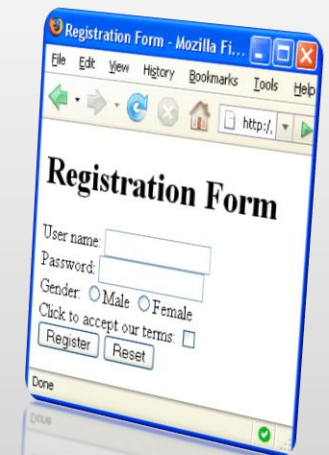 Registration Form - Mozilla Fi...
File Edit View History Bookmarks Tools Help
http:/.
Registration Form
User name:
Password:
Gender: Male Female
Click to accept our terms:
Register Reset
Done
Done